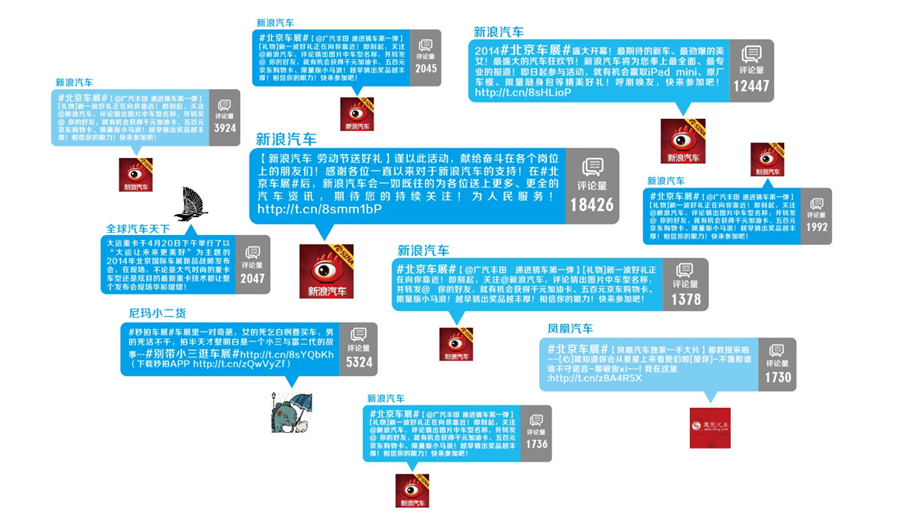 新浪汽车
#北京车展#【@广汽丰田 递进猜车第一弹】
[礼物]新一波好礼正在向你靠近！即刻起，关注
@新浪汽车，评论猜出图片中车型名称，并转发
@ 你的好友，就有机会获得千元加油卡、五百元
京东购物卡、限量版小马浪！越早猜出奖品越丰
厚！相信你的眼力！快来参加吧！
评论量
2045
新浪汽车
新浪汽车
2014#北京车展#盛大开幕！最期待的新车、最劲爆的美
女！最盛大的汽车狂欢节！新浪汽车将为您奉上最全面、最专
业的报道！即日起参与活动，就有机会赢取iPad mini、原厂
车模、限量随身包等精美好礼！呼朋唤友，快来参加吧！
http://t.cn/8sHLioP
评论量
12447
新浪汽车
新浪汽车
#北京车展#【@广汽丰田 递进猜车第一弹】
[礼物]新一波好礼正在向你靠近！即刻起，关注
@新浪汽车，评论猜出图片中车型名称，并转发
@ 你的好友，就有机会获得千元加油卡、五百元
京东购物卡、限量版小马浪！越早猜出奖品越丰
厚！相信你的眼力！快来参加吧！
评论量
3924
新浪汽车
新浪汽车
【新浪汽车 劳动节送好礼】谨以此活动，献给奋斗在各个岗位
上的朋友们！感谢各位一直以来对于新浪汽车的支持！在#北
京车展#后，新浪汽车会一如既往的为各位送上更多、更全的
汽车资讯，期待您的持续关注！为人民服务！
http://t.cn/8smm1bP
评论量
18426
新浪汽车
新浪汽车
新浪汽车
#北京车展#【@广汽丰田 递进猜车第一弹】
[礼物]新一波好礼正在向你靠近！即刻起，关注
@新浪汽车，评论猜出图片中车型名称，并转发
@ 你的好友，就有机会获得千元加油卡、五百元
京东购物卡、限量版小马浪！越早猜出奖品越丰
厚！相信你的眼力！快来参加吧！
评论量
1992
全球汽车天下
大运重卡于4月20日下午举行了以
“大运让未来更美好”为主题的
2014年北京国际车展新品战略发布
会，在现场，不论是大气时尚的重卡
车型还是炫目的最新重卡技术都让整
个发布会现场华彩熠熠！
评论量
2047
新浪汽车
#北京车展#【@广汽丰田 递进猜车第一弹】[礼物]新一波好礼正
在向你靠近！即刻起，关注@新浪汽车，评论猜出图片中车型名称，
并转发@ 你的好友，就有机会获得千元加油卡、五百元京东购物卡、
限量版小马浪！越早猜出奖品越丰厚！相信你的眼力！快来参加吧！
评论量
1378
新浪汽车
尼玛小二货
#秒拍车展#车展里一对奇葩，女的死乞白咧要买车，男
的死活不干，拍半天才整明白是一个小三与富二代的故
事…#别带小三逛车展#http://t.cn/8sYQbKh
（下载秒拍APP http://t.cn/zQwVyZf）
评论量
5324
凤凰汽车
#北京车展#【凤凰汽车独家一手大片】都教授来啦
~~[心]就知道你会从星星上来看我们啦[爱你]~不像那谁
谁不守诺言~都敏俊xi~~！我在这里
:http://t.cn/z8A4R5X
评论量
1730
凤凰汽车
新浪汽车
#北京车展#【@广汽丰田 递进猜车第一弹】
[礼物]新一波好礼正在向你靠近！即刻起，关注
@新浪汽车，评论猜出图片中车型名称，并转发
@ 你的好友，就有机会获得千元加油卡、五百元
京东购物卡、限量版小马浪！越早猜出奖品越丰
厚！相信你的眼力！快来参加吧！
评论量
1736
新浪汽车